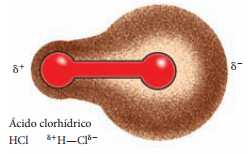 δ⁺
δ⁻
Ácido clorhídrico
HCl δ⁺H—Clδ⁻